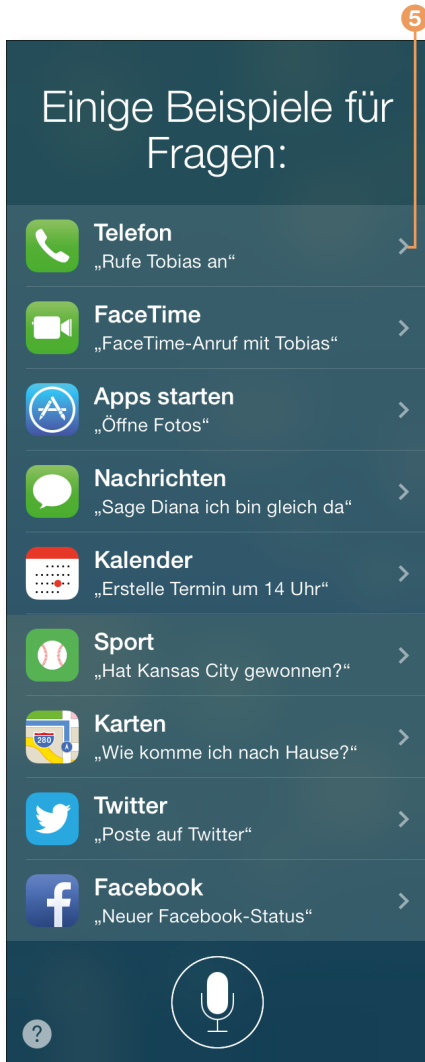 5
Einige Beispiele für
Fragen:
Telefon
„Rufe Tobias an“
FaceTime
„FaceTime-Anruf mit Tobias“
Apps starten
„Öffne Fotos“
Nachrichten
„Sage Diana ich bin gleich da“
Kalender
„Erstelle Termin um 14 Uhr“
Sport
„Hat Kansas City gewonnen?“
Karten
280
„Wie komme ich nach Hause?“
Twitter
„Poste auf Twitter“
Facebook
„Neuer Facebook-Status“
?